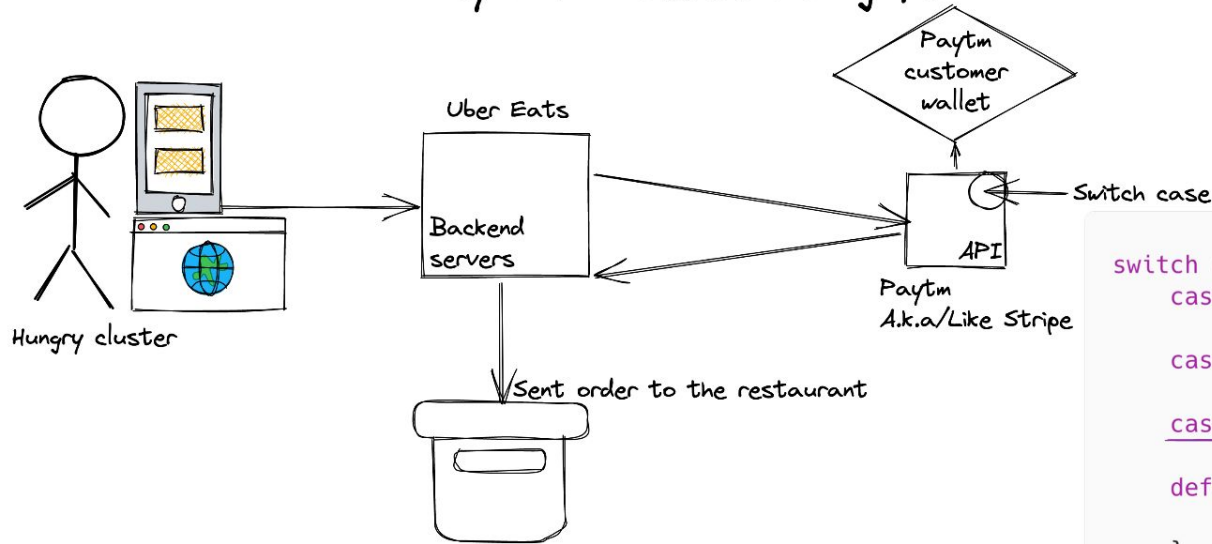 Uber Eats
Paytm
customer
wallet
Backend
servers
Switch case
API
Paytm
A.k.a/Like Stripe
Hungry cluster
Sent order to the restaurant
switch
cas
cas
cas
def
}